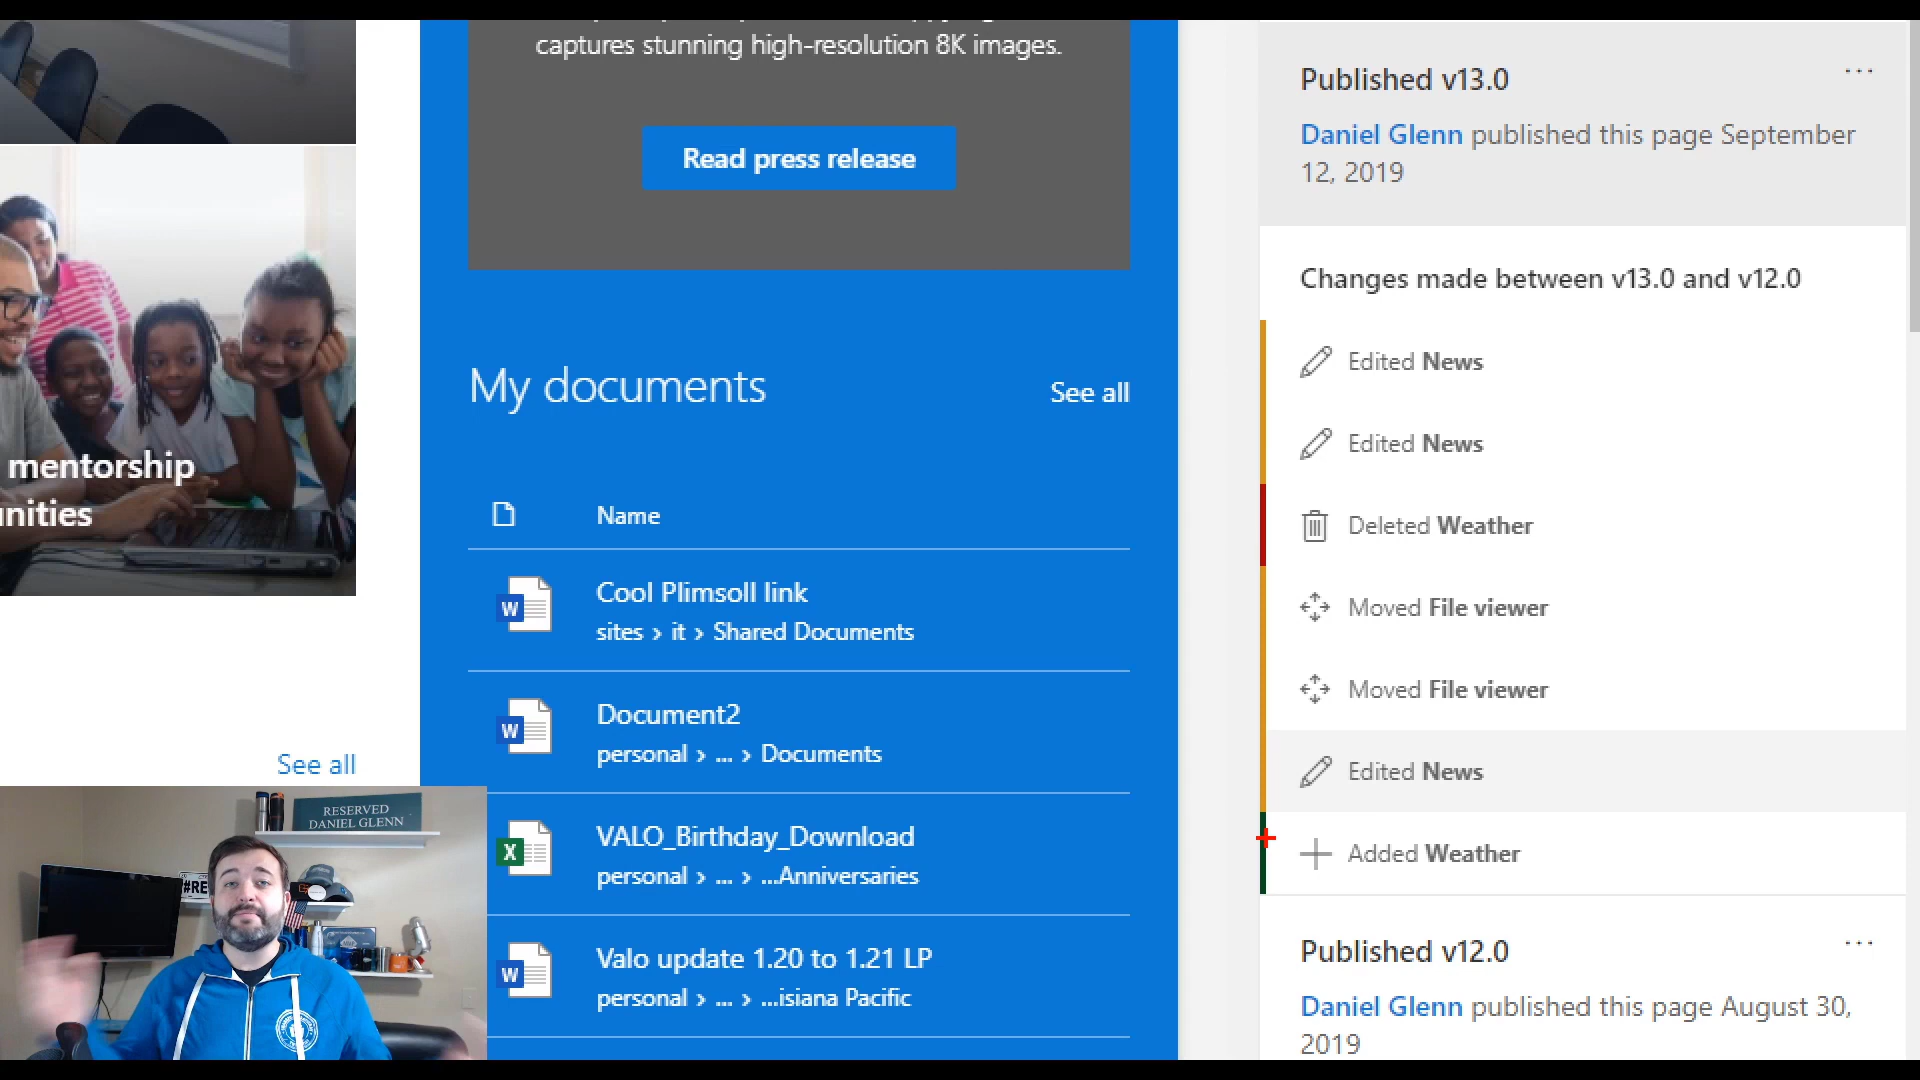 captures stunning high-resolution 8K images.
Read press release
mentorship
nities
See all
My documents
See all
Name
Cool Plimsoll link
sites › it › Shared Documents
Document2
personal › ... › Documents
VALO_Birthday_Download
personal › ... › ...Anniversaries
Valo update 1.20 to 1.21 LP
personal › ... › ...isiana Pacific
RESERVED
DANIEL GLENN
#RE
Published v13.0
Daniel Glenn published this page September
12, 2019
Changes made between v13.0 and v12.0
Edited News
Edited News
Deleted Weather
Moved File viewer
Moved File viewer
Edited News
Added Weather
Published v12.0
Daniel Glenn published this page August 30,
2019